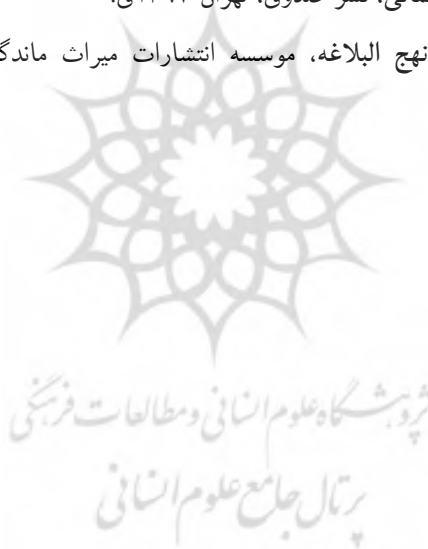 نشر صدوق، تهران
نهج البلاغه، موسسه انتشارات میراث ماندگ
پژوهشگاه علوم انسانی و مطالعات فرهنگی
پرتال جامع علوم انسانی